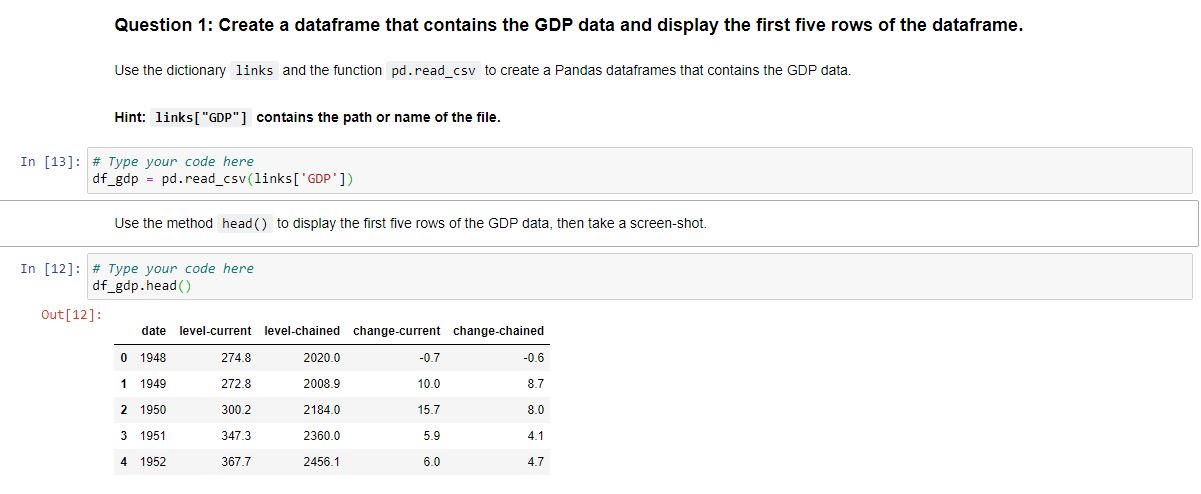 Question 1: Create a dataframe that contains the GDP data and display the first five rows of the dataframe.
Use the dictionary links and the function pd.read_csv to create a Pandas dataframes that contains the GDP data.
Hint: links["GDP"] contains the path or name of the file.
In [13]: # Type your code here
df_gdp = pd.read_csv(links['GDP'])
Use the method head() to display the first five rows of the GDP data, then take a screen-shot.
In [12]: # Type your code here
df_gdp.head()
Out[12]:
date level-current level-chained change-current change-chained
0 1948 274.8 2020.0 -0.7 -0.6
1 1949 272.8 2008.9 10.0 8.7
2 1950 300.2 2184.0 15.7 8.0
3 1951 347.3 2360.0 5.9 4.1
4 1952 367.7 2456.1 6.0 4.7